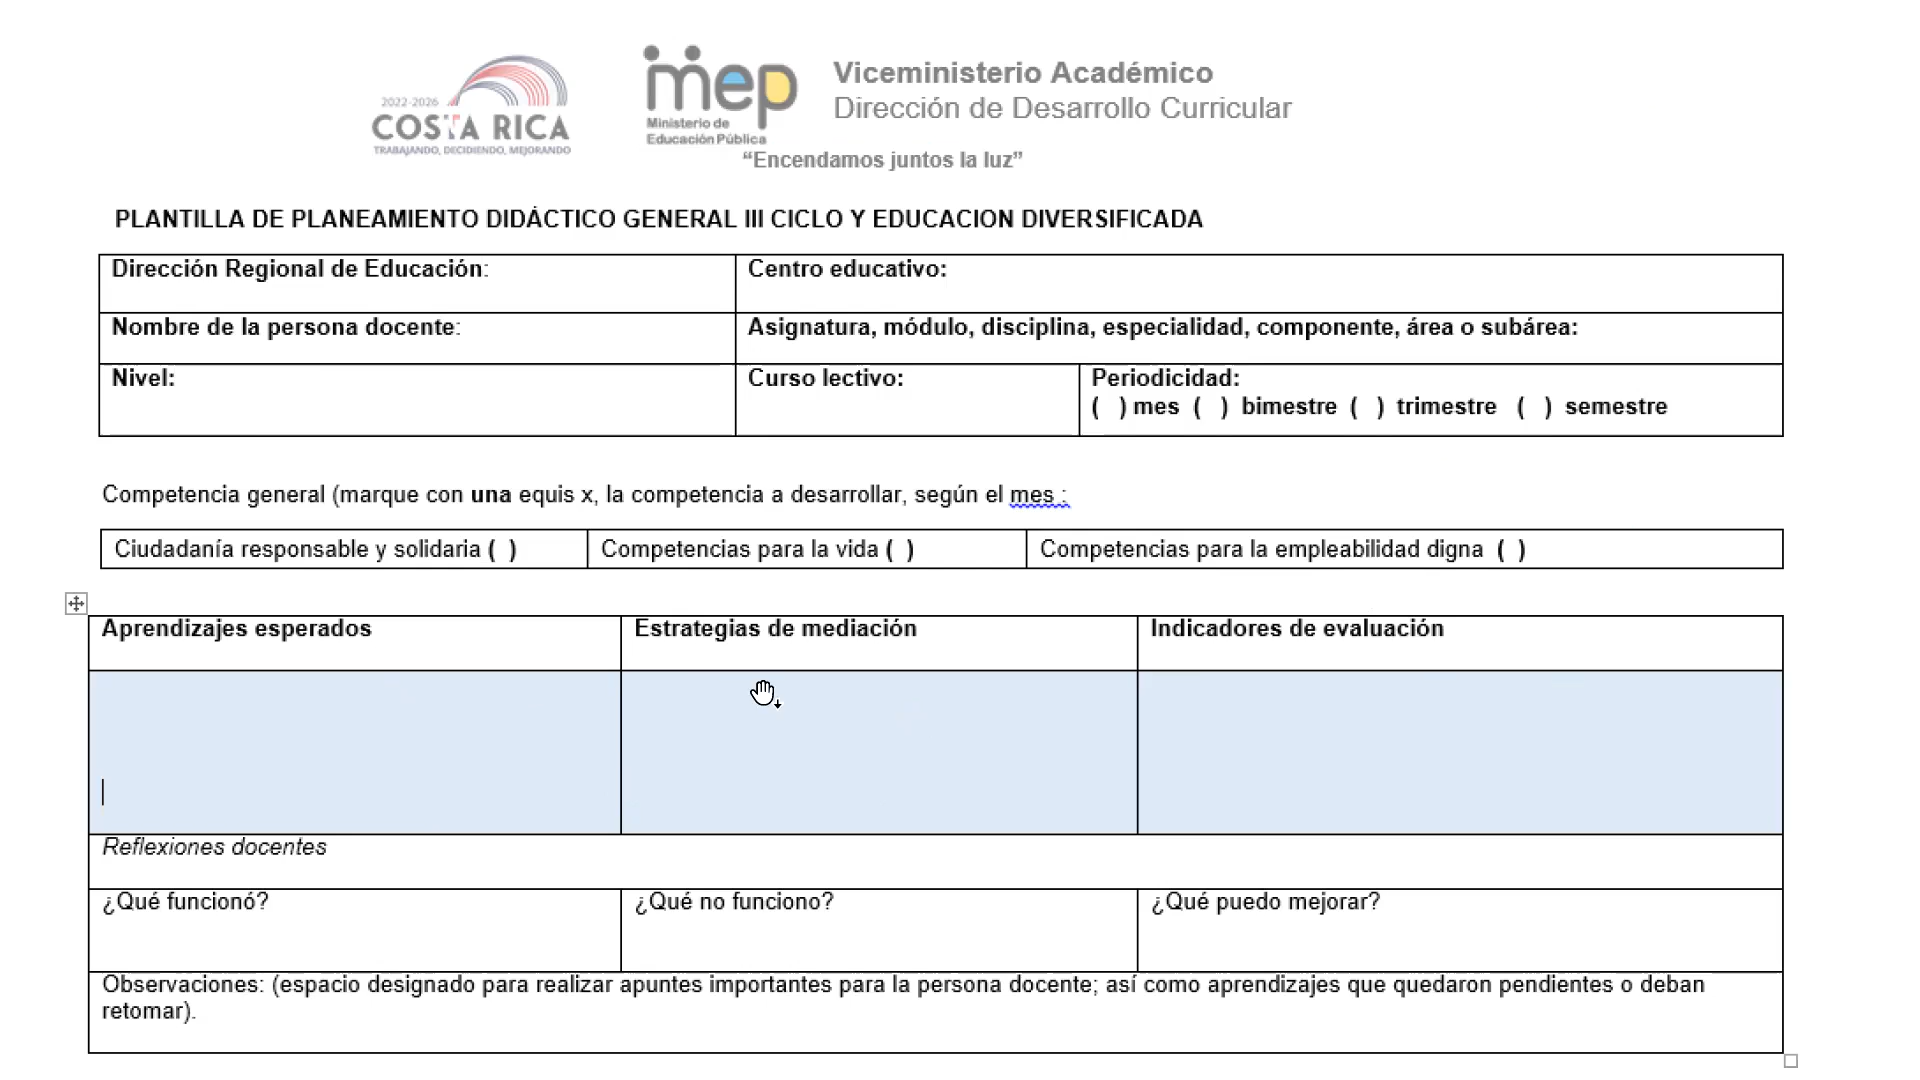 2022-2026
COSTA RICA
TRABAJANDO, DECIDIENDO, MEJORANDO
mep
Ministerio de
Educación Pública
Viceministerio Académico
Dirección de Desarrollo Curricular
“Encendamos juntos la luz”
PLANTILLA DE PLANEAMIENTO DIDÁCTICO GENERAL III CICLO Y EDUCACION DIVERSIFICADA
Dirección Regional de Educación:
Centro educativo:
Nombre de la persona docente:
Asignatura, módulo, disciplina, especialidad, componente, área o subárea:
Nivel:
Curso lectivo:
Periodicidad:
( ) mes ( ) bimestre ( ) trimestre ( ) semestre
Competencia general (marque con una equis x, la competencia a desarrollar, según el mes :
Ciudadanía responsable y solidaria ( )
Competencias para la vida ( )
Competencias para la empleabilidad digna ( )
Aprendizajes esperados
Estrategias de mediación
Indicadores de evaluación
Reflexiones docentes
¿Qué funcionó?
¿Qué no funciono?
¿Qué puedo mejorar?
Observaciones: (espacio designado para realizar apuntes importantes para la persona docente; así como aprendizajes que quedaron pendientes o deban
retomar).